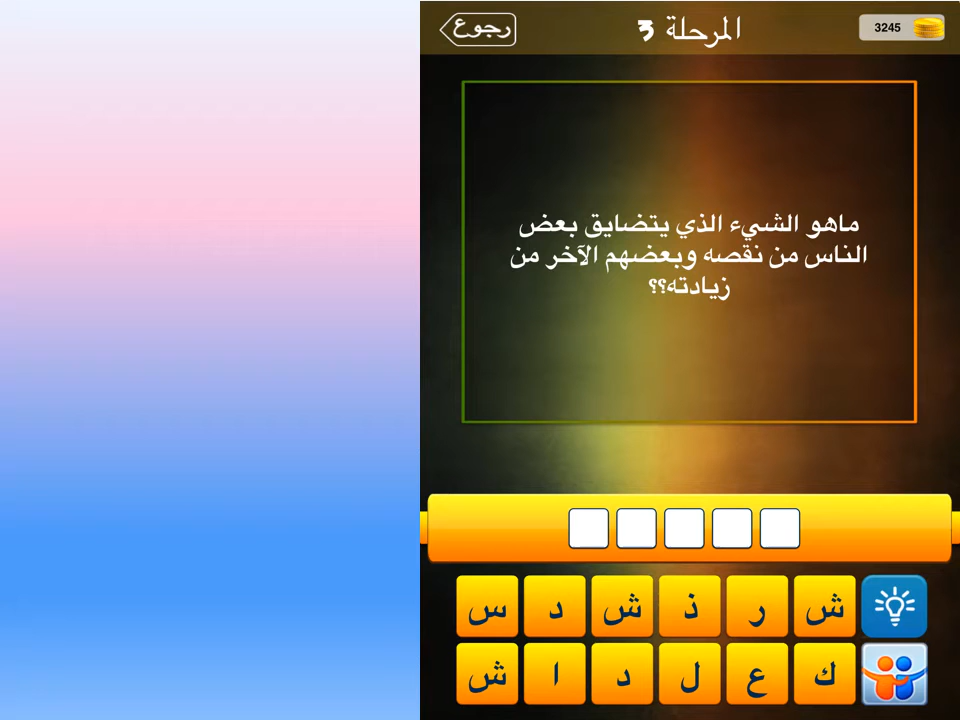 رجوع
المرحلة 3
3245
ماهو الشيء الذي يتضايق بعض
الناس من نقصه وبعضهم الآخر من
زيادته؟؟
ش ر ذ ش د س
ك ع ل د ا ش